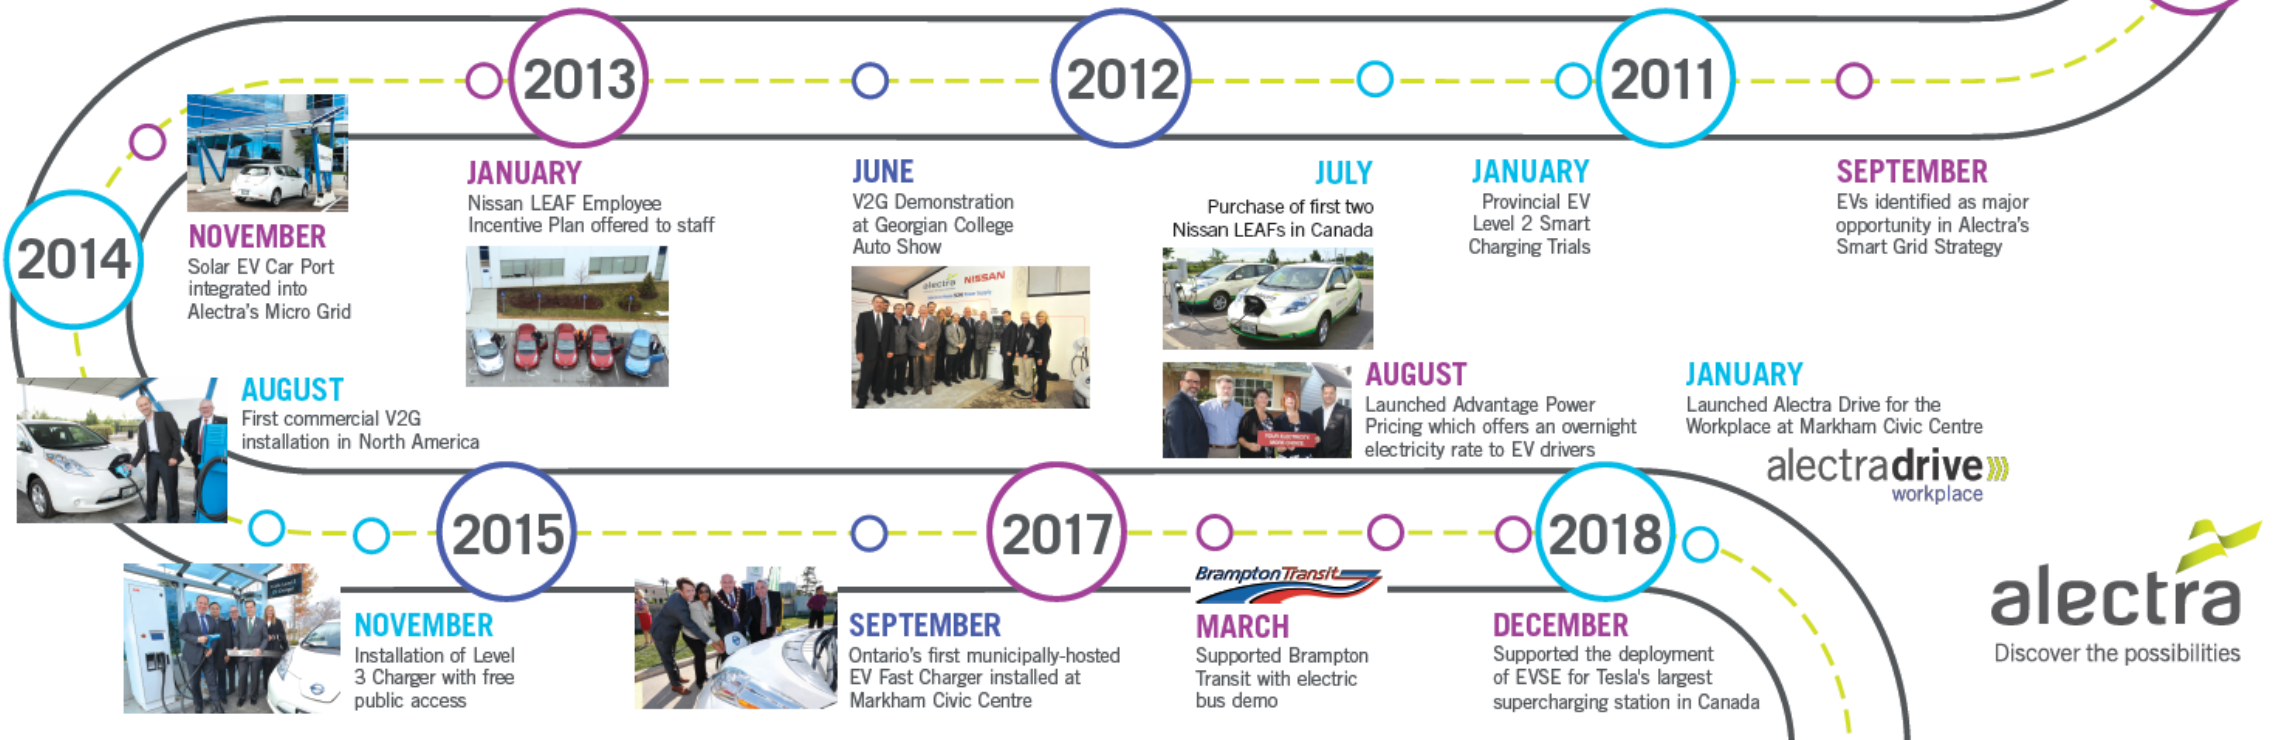 2013
2012
2011
JANUARY
Nissan LEAF Employee
Incentive Plan offered to staff
JUNE
V2G Demonstration
at Georgian College
Auto Show
alectra NISSAN
JULY
Purchase of first two
Nissan LEAFs in Canada
JANUARY
Provincial EV
Level 2 Smart
Charging Trials
SEPTEMBER
EVs identified as major
opportunity in Alectra's
Smart Grid Strategy
2014
NOVEMBER
Solar EV Car Port
integrated into
Alectra's Micro Grid
AUGUST
First commercial V2G
installation in North America
AUGUST
Launched Advantage Power
Pricing which offers an overnight
electricity rate to EV drivers
YOUR ELECTRICITY
MORE CHOICE
JANUARY
Launched Alectra Drive for the
Workplace at Markham Civic Centre
alectradrive
workplace
2015
2017
2018
NOVEMBER
Installation of Level
3 Charger with free
public access
SEPTEMBER
Ontario's first municipally-hosted
EV Fast Charger installed at
Markham Civic Centre
Brampton Transit
MARCH
Supported Brampton
Transit with electric
bus demo
DECEMBER
Supported the deployment
of EVSE for Tesla's largest
supercharging station in Canada
alectra
Discover the possibilities